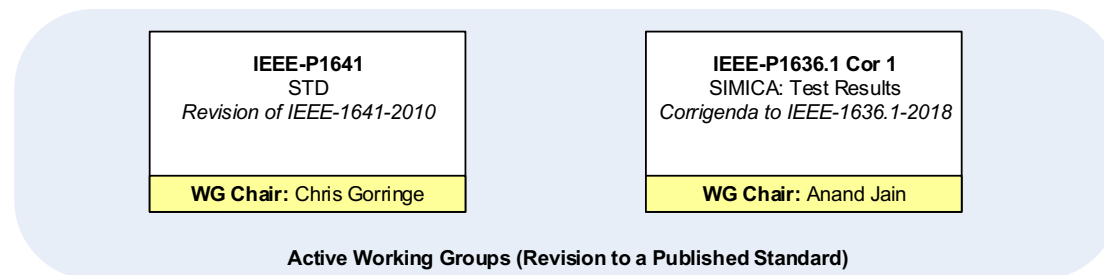 IEEE-P1641
STD
Revision of IEEE-1641-2010
WG Chair: Chris Gorringe
IEEE-P1636.1 Cor 1
SIMICA: Test Results
Corrigenda to IEEE-1636.1-2018
WG Chair: Anand Jain
Active Working Groups (Revision to a Published Standard)